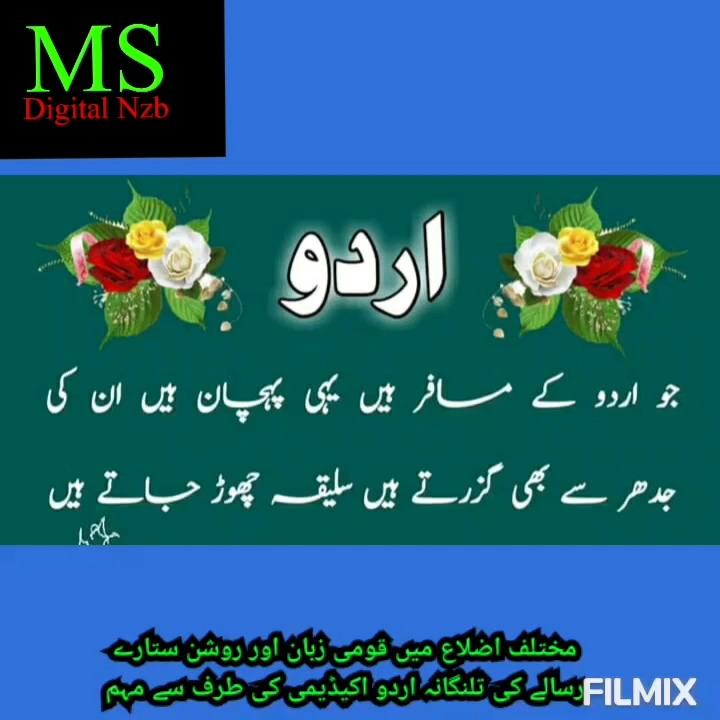 MS
Digital Nzb
اردو
جو اردو کے مسافر ہیں یہی پہچان ہیں ان کی
جدھر سے بھی گزرتے ہیں سلیقہ چھوڑ جاتے ہیں
مختلف اضلاع میں قومی زبان اور روشن ستارے
رسالے کی تلنگانہ اردو اکیڈیمی کی طرف سے مہم
FILMIX